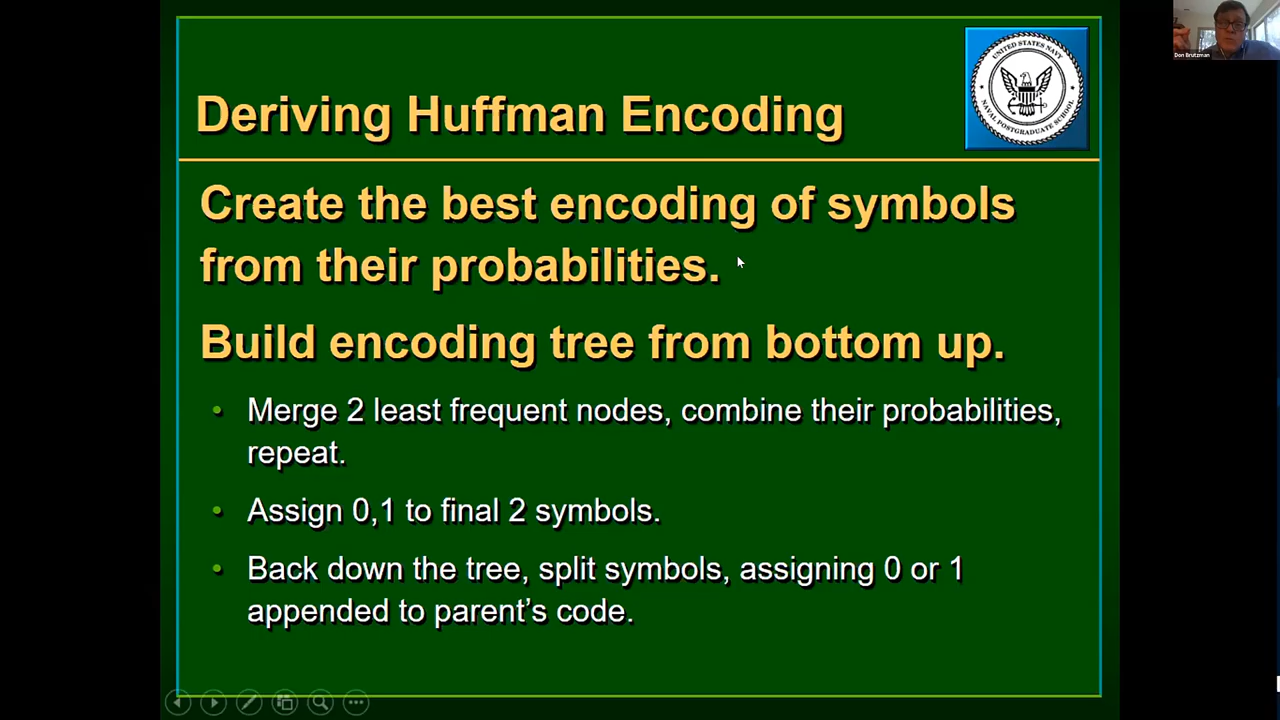 Deriving Huffman Encoding
UNITED STATES NAVY
NAVAL POSTGRADUATE SCHOOL
Don Brutzman
Create the best encoding of symbols
from their probabilities.
Build encoding tree from bottom up.
• Merge 2 least frequent nodes, combine their probabilities,
repeat.
• Assign 0,1 to final 2 symbols.
• Back down the tree, split symbols, assigning 0 or 1
appended to parent’s code.